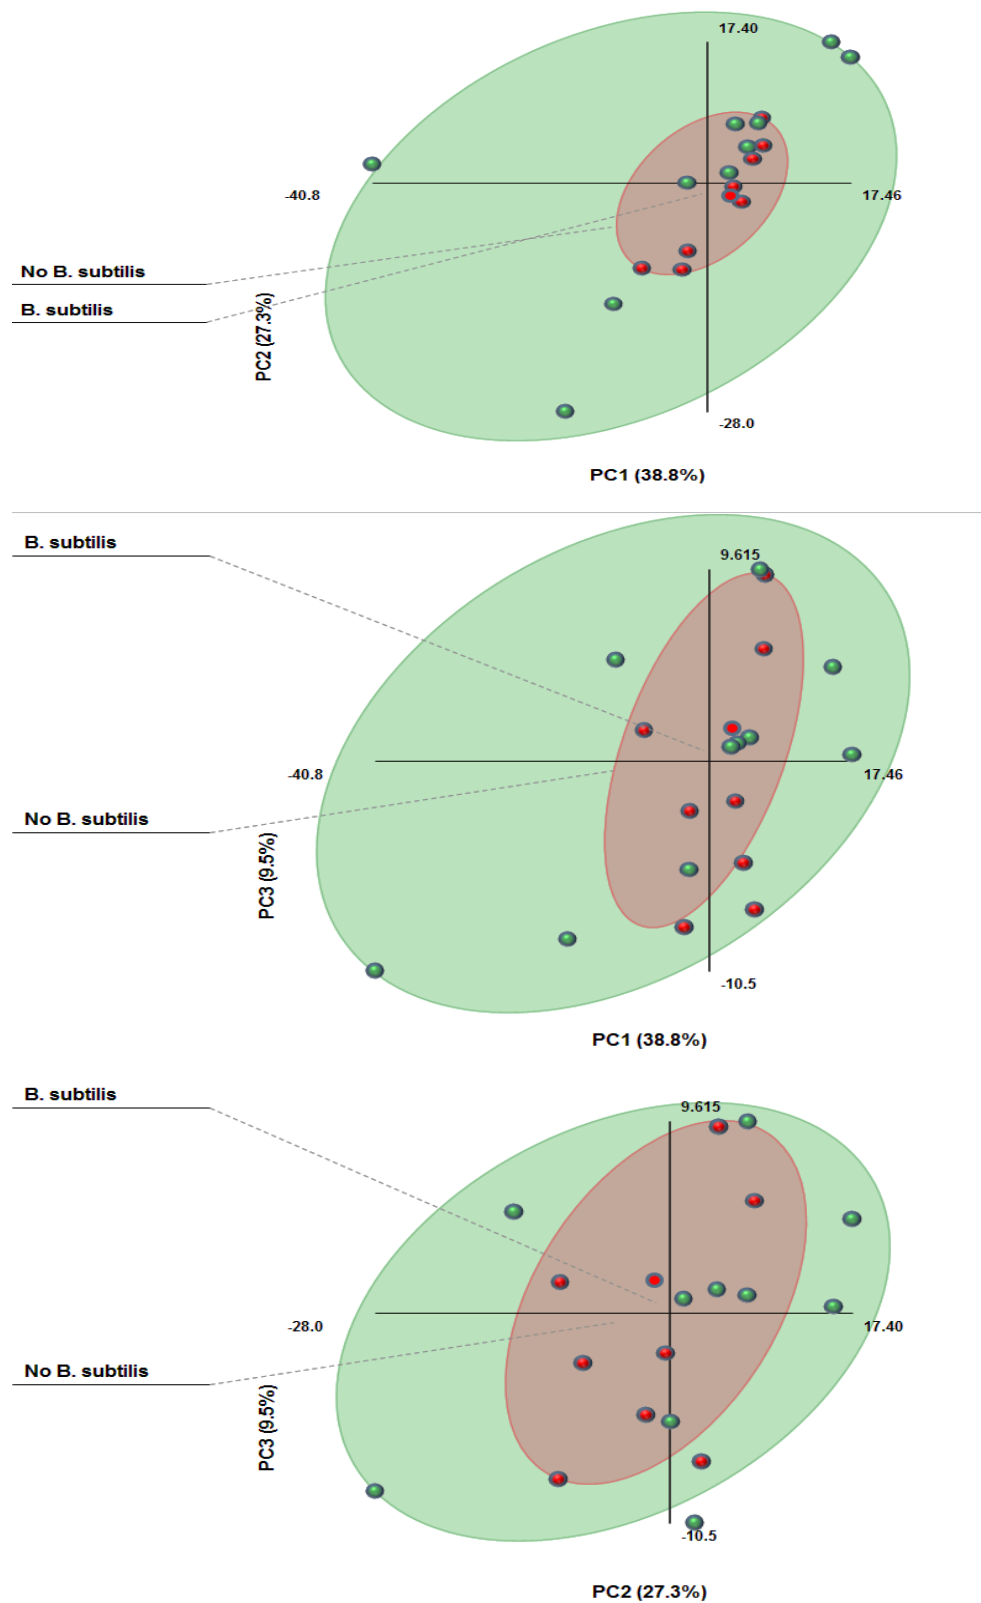 17.40
-40.8
17.46
No B. subtilis
B. subtilis
PC2 (27.3%)
-28.0
PC1 (38.8%)
B. subtilis
9.615
-40.8
17.46
No B. subtilis
PC3 (9.5%)
-10.5
PC1 (38.8%)
B. subtilis
9.615
-28.0
17.40
No B. subtilis
PC3 (9.5%)
-10.5
PC2 (27.3%)